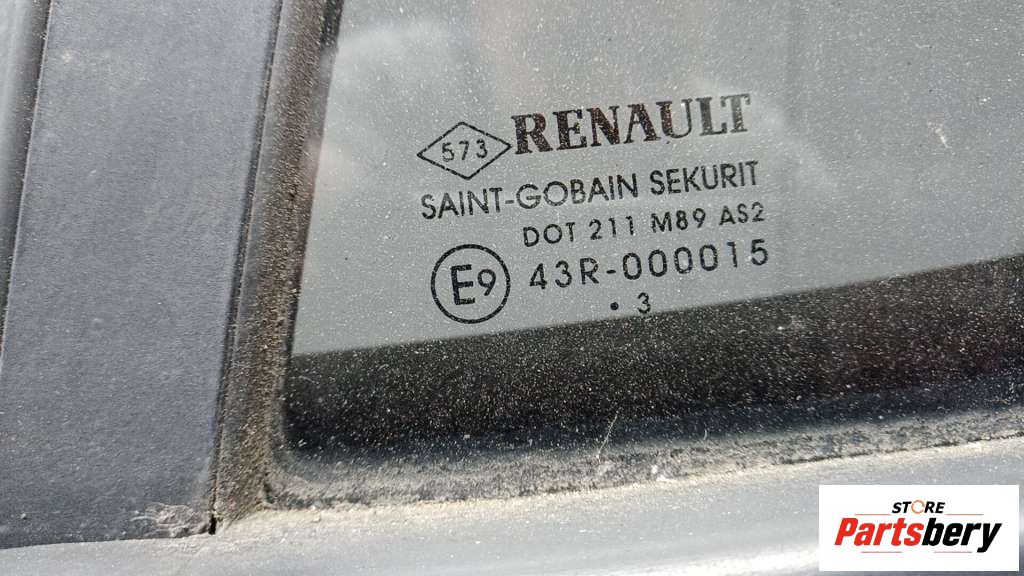 573 RENAULT
SAINT-GOBAIN SEKURIT
DOT 211 M89 AS2
E9 43R-000015
. 3
STORE
Partsbery